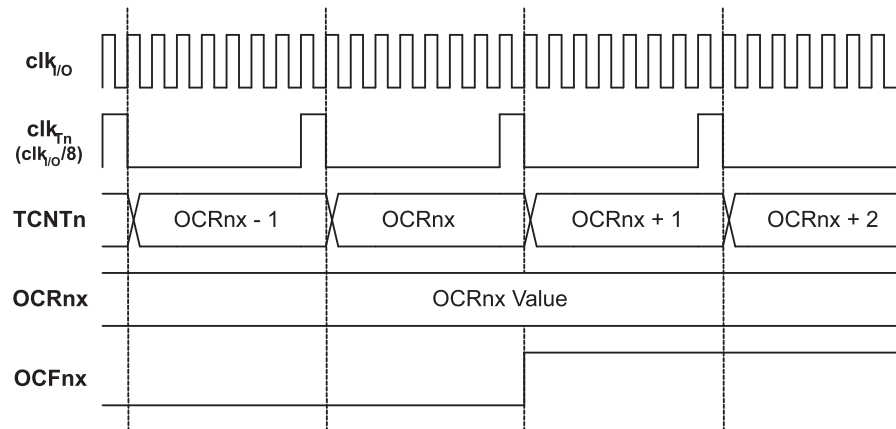 clkI/O
clkTn
(clkI/O/8)
TCNTn OCRnx - 1 OCRnx OCRnx + 1 OCRnx + 2
OCRnx OCRnx Value
OCFnx